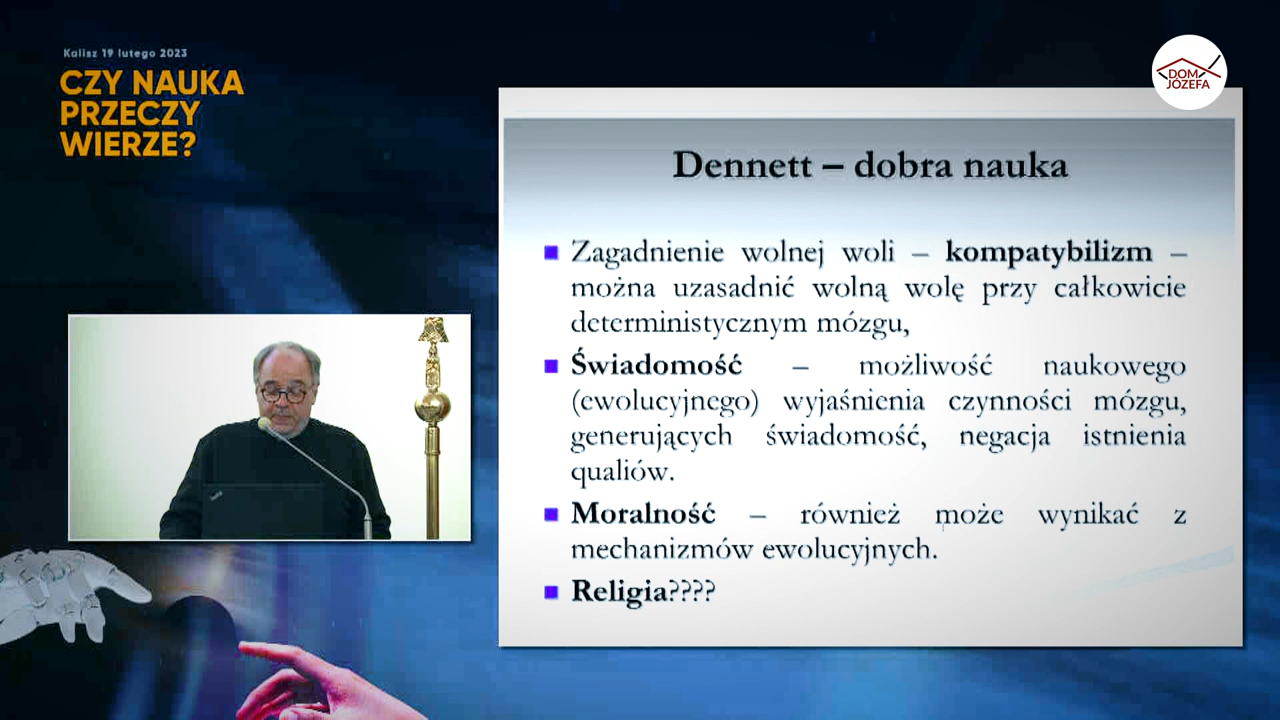 Kalisz 19 lutego 2023
CZY NAUKA
PRZECZY
WIERZE?
DOM
JÓZEFA
Dennett – dobra nauka
Zagadnienie wolnej woli – kompatybilizm –
można uzasadnić wolną wolę przy całkowicie
deterministycznym mózgu,
Świadomość – możliwość naukowego
(ewolucyjnego) wyjaśnienia czynności mózgu,
generujących świadomość, negacja istnienia
qualiów.
Moralność – również może wynikać z
mechanizmów ewolucyjnych.
Religia????